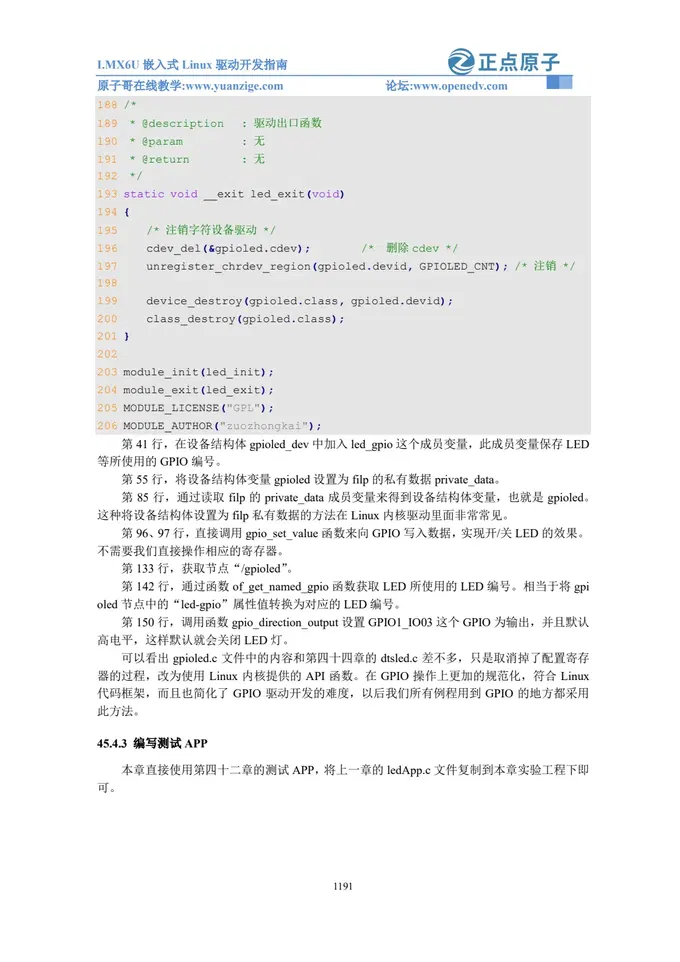 I.MX6U 嵌入式 Linux 驱动开发指南
正点原子
原子哥在线教学:www.yuanzige.com 论坛:www.openedv.com
188 /*
189  * @description   : 驱动出口函数
190  * @param         : 无
191  * @return        : 无
192  */
193 static void __exit led_exit(void)
194 {
195    /* 注销字符设备驱动 */
196    cdev_del(&gpioled.cdev);       /*  删除 cdev */
197    unregister_chrdev_region(gpioled.devid, GPIOLED_CNT); /* 注销 */
198
199    device_destroy(gpioled.class, gpioled.devid);
200    class_destroy(gpioled.class);
201 }
202
203 module_init(led_init);
204 module_exit(led_exit);
205 MODULE_LICENSE("GPL");
206 MODULE_AUTHOR("zuozhongkai");
第 41 行，在设备结构体 gpioled_dev 中加入 led_gpio 这个成员变量，此成员变量保存 LED
等所使用的 GPIO 编号。
第 55 行，将设备结构体变量 gpioled 设置为 filp 的私有数据 private_data。
第 85 行，通过读取 filp 的 private_data 成员变量来得到设备结构体变量，也就是 gpioled。
这种将设备结构体设置为 filp 私有数据的方法在 Linux 内核驱动里面非常常见。
第 96、97 行，直接调用 gpio_set_value 函数来向 GPIO 写入数据，实现开/关 LED 的效果。
不需要我们直接操作相应的寄存器。
第 133 行，获取节点“/gpioled”。
第 142 行，通过函数 of_get_named_gpio 函数获取 LED 所使用的 LED 编号。相当于将 gpi
oled 节点中的“led-gpio”属性值转换为对应的 LED 编号。
第 150 行，调用函数 gpio_direction_output 设置 GPIO1_IO03 这个 GPIO 为输出，并且默认
高电平，这样默认就会关闭 LED 灯。
可以看出 gpioled.c 文件中的内容和第四十四章的 dtsled.c 差不多，只是取消掉了配置寄存
器的过程，改为使用 Linux 内核提供的 API 函数。在 GPIO 操作上更加的规范化，符合 Linux
代码框架，而且也简化了 GPIO 驱动开发的难度，以后我们所有例程用到 GPIO 的地方都采用
此方法。
45.4.3 编写测试 APP
本章直接使用第四十二章的测试 APP，将上一章的 ledApp.c 文件复制到本章实验工程下即
可。
1191